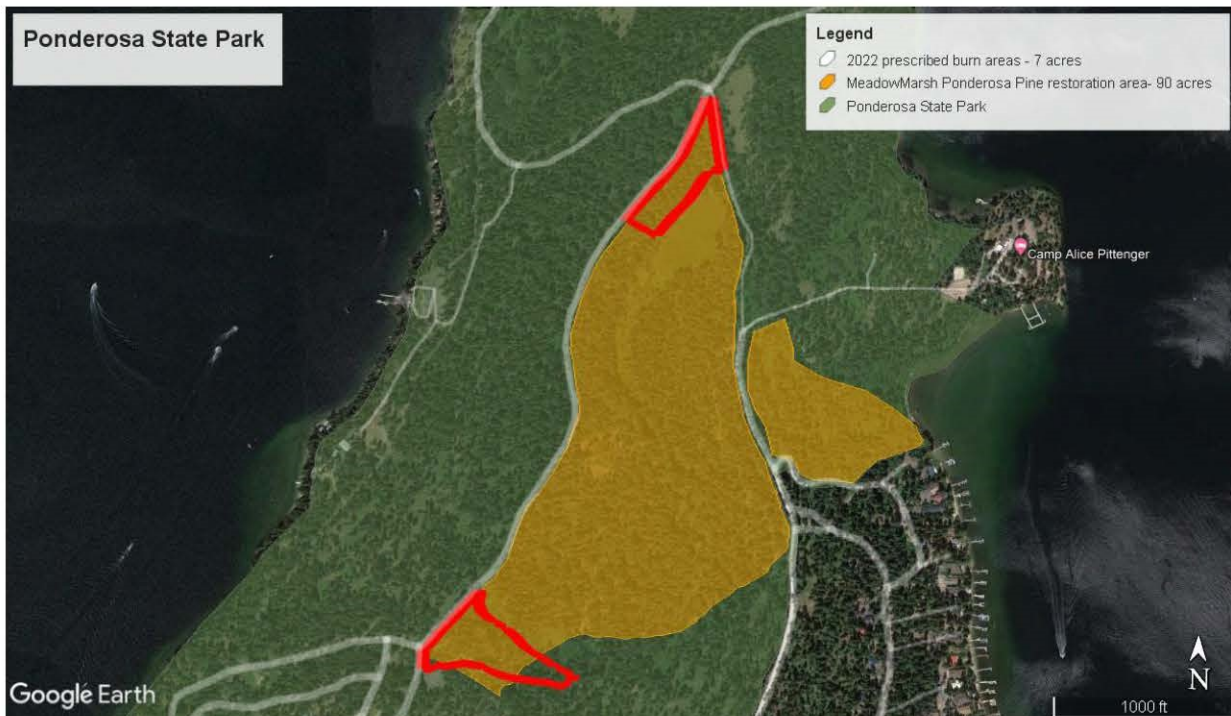 Ponderosa State Park
Legend
2022 prescribed burn areas - 7 acres
MeadowMarsh Ponderosa Pine restoration area- 90 acres
Ponderosa State Park
Camp Alice Pittenger
Google Earth
N
1000 ft